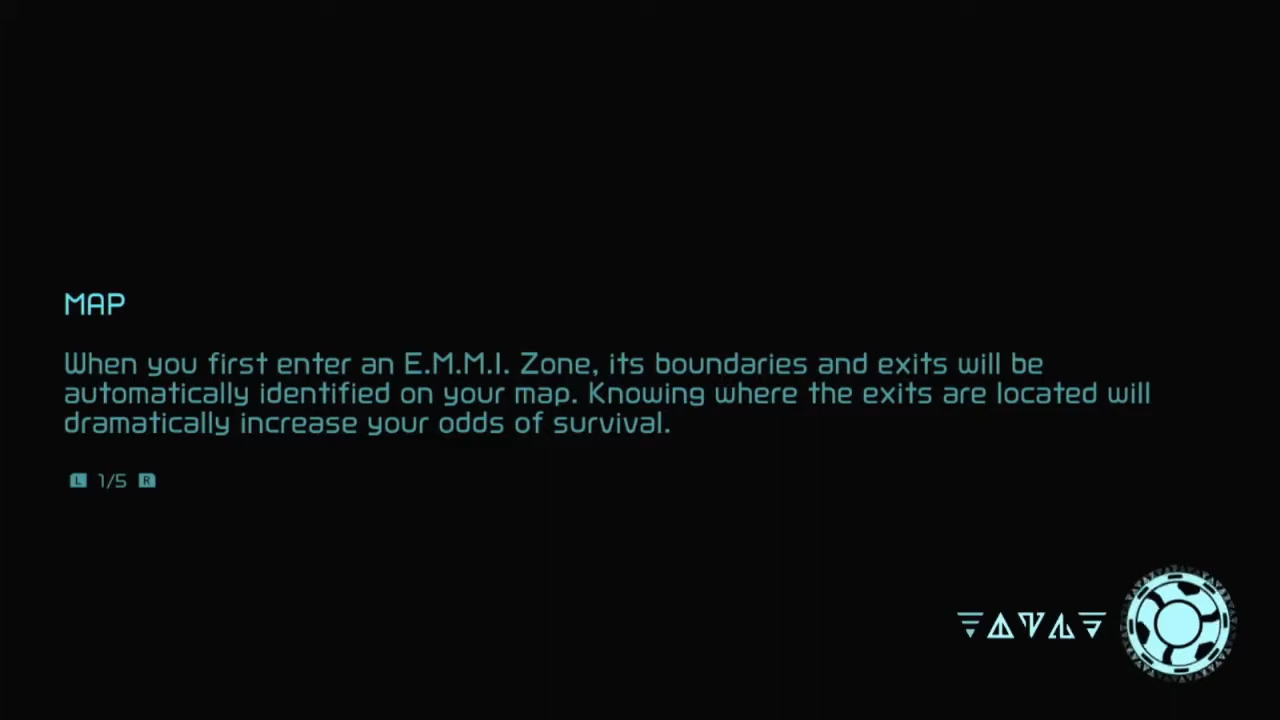 MAP
When you first enter an E.M.M.I. Zone, its boundaries and exits will be
automatically identified on your map. Knowing where the exits are located will
dramatically increase your odds of survival.
L 1/5 R